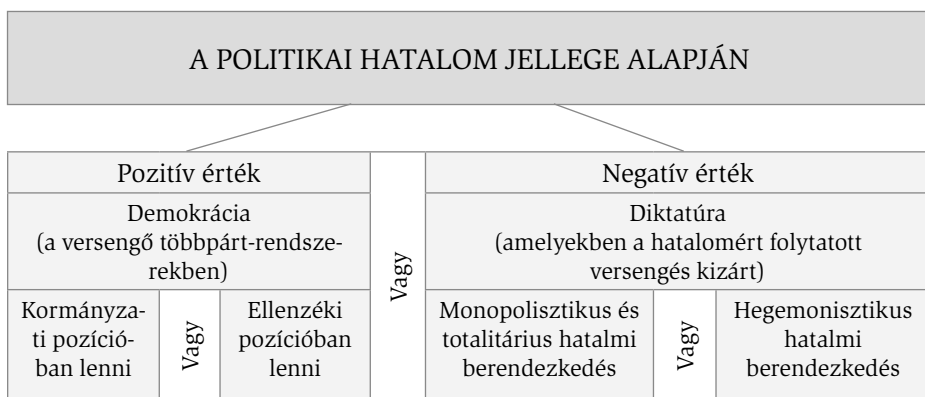 A POLITIKAI HATALOM JELLEGE ALAPJÁN
Pozitív érték
Demokrácia
(a versengő többpárt-rendsze-
rekben)
Kormányza-
ti pozíció-
ban lenni
Vagy
Ellenzéki
pozícióban
lenni
Vagy
Negatív érték
Diktatúra
(amelyekben a hatalomért folytatott
versengés kizárt)
Monopolisztikus és
totalitárius hatalmi
berendezkedés
Vagy
Hegemonisztikus
hatalmi
berendezkedés